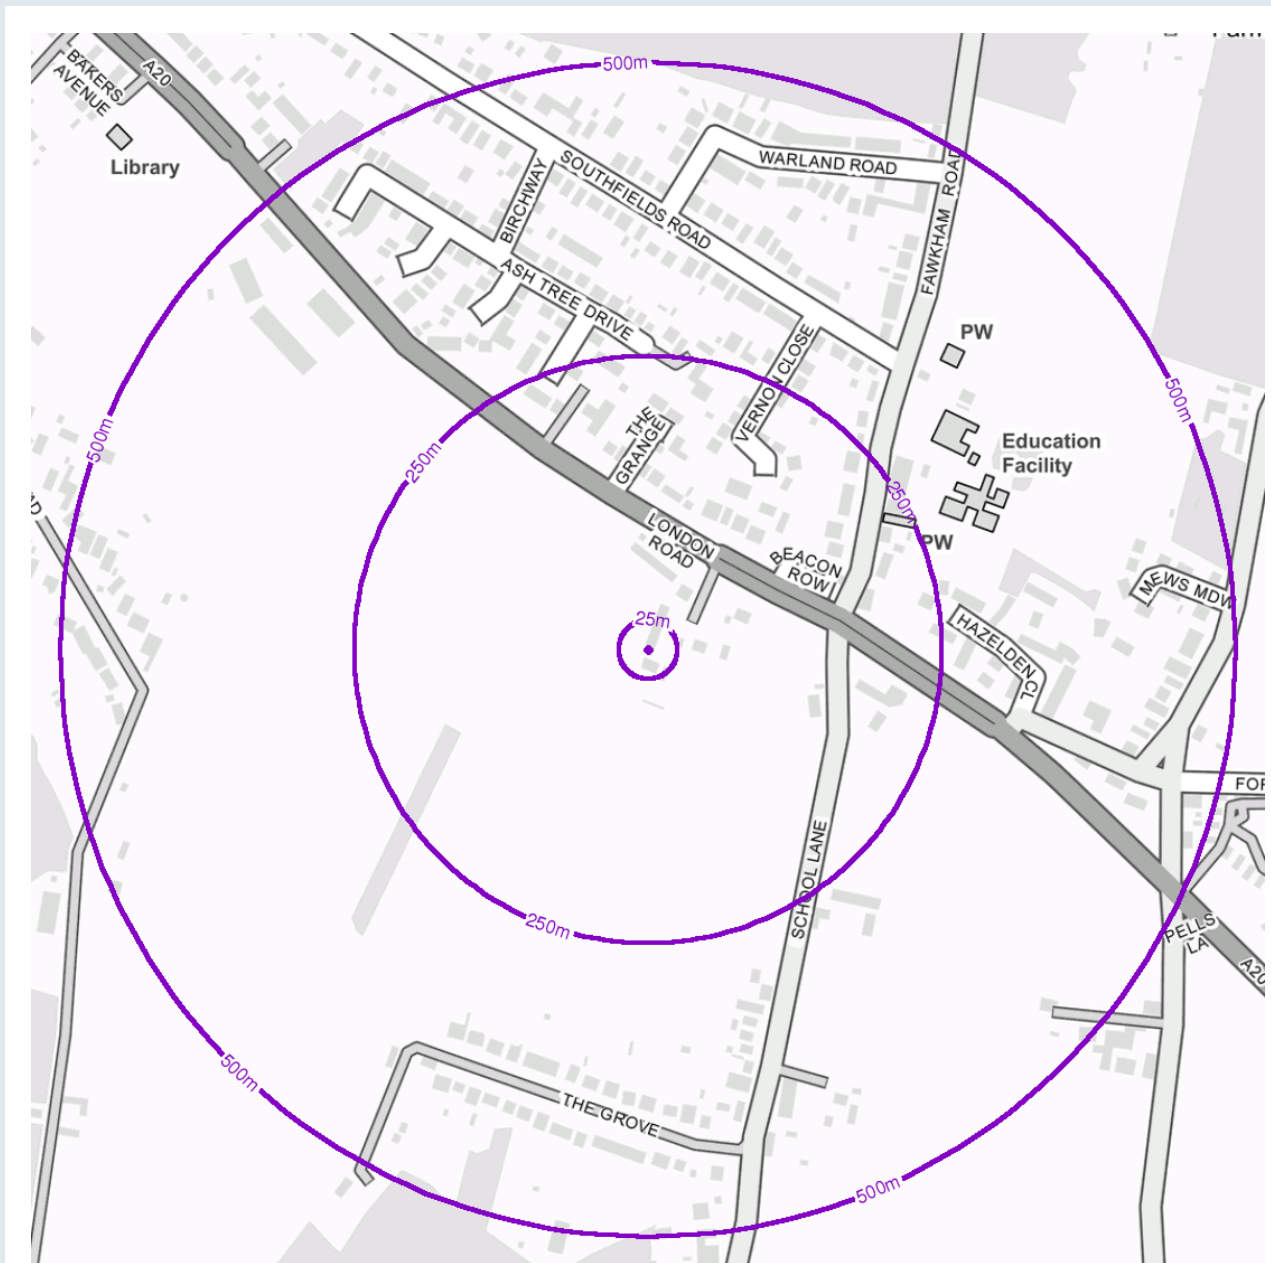 500m
BAKERS
AVENUE
A20
Library
SOUTHFIELDS ROAD
WARLAND ROAD
FAWKHAM ROAD
BIRCHWAY
ASH TREE DRIVE
PW
VERNON CLOSE
500m
500m
250m
THE
GRANGE
Education
Facility
250m
PW
LONDON
ROAD
BEACON
ROW
MEWS MDW
25m
HAZELDEN CL
FOR
SCHOOL LANE
250m
PELLS
LA
A20
500m
THE GROVE
500m